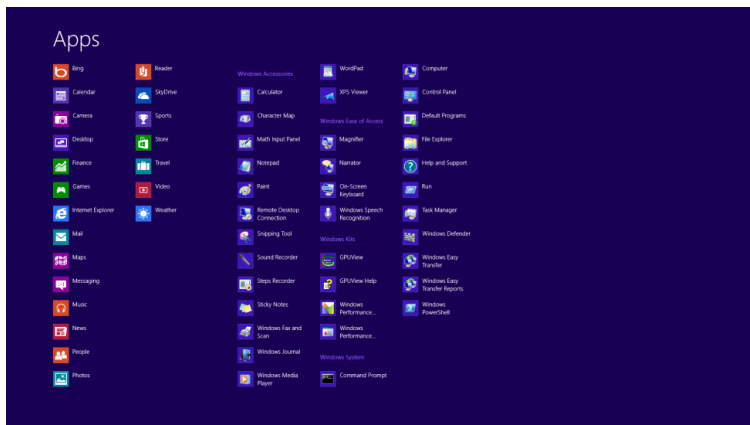 Apps
Bing
Calendar
Camera
Desktop
Finance
Games
Internet Explorer
Mail
Maps
Messaging
Music
News
People
Photos
Reader
SkyDrive
Sports
Store
Travel
Video
Weather
Windows Accessories
Calculator
Character Map
Math Input Panel
Notepad
Paint
Remote Desktop
Connection
Snipping Tool
Sound Recorder
Steps Recorder
Sticky Notes
Windows Fax and
Scan
Windows Journal
Windows Media
Player
WordPad
XPS Viewer
Windows Ease of Access
Magnifier
Narrator
On-Screen
Keyboard
Windows Speech
Recognition
Windows Kits
GPUView
GPUView Help
Windows
Performance...
Windows
Performance...
Windows System
Command Prompt
Computer
Control Panel
Default Programs
File Explorer
Help and Support
Run
Task Manager
Windows Defender
Windows Easy
Transfer
Windows Easy
Transfer Reports
Windows
PowerShell